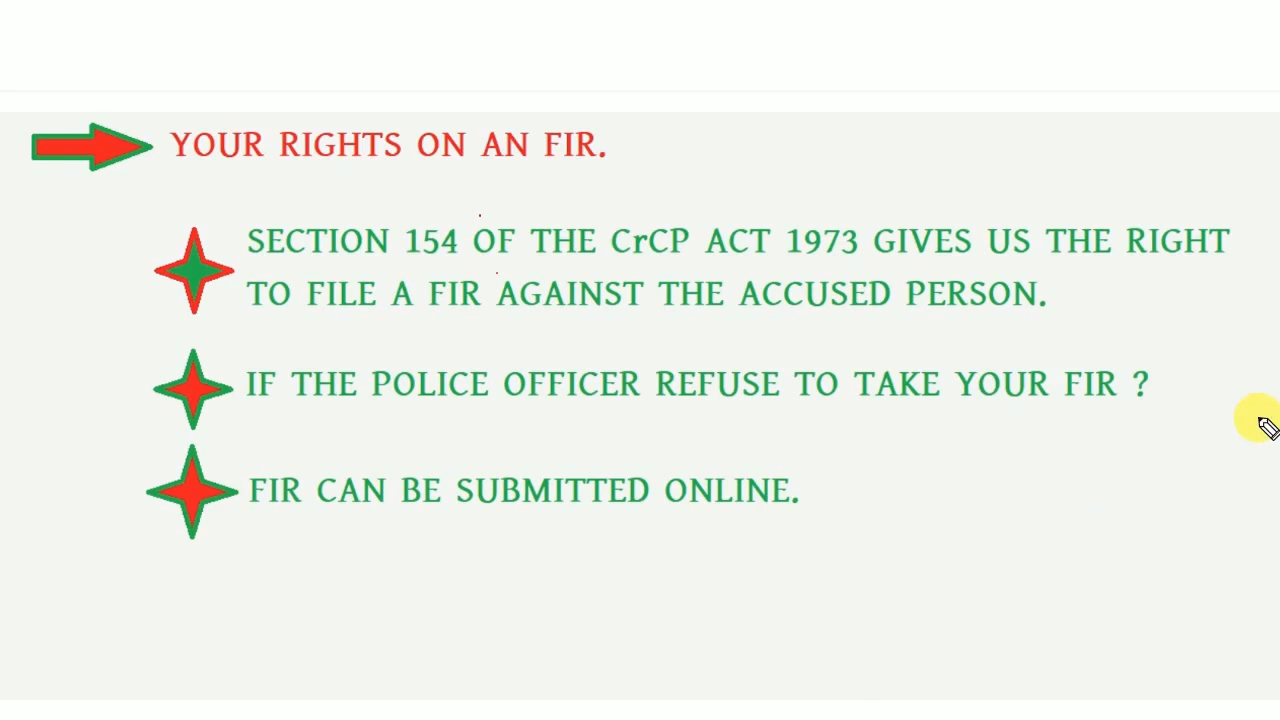 YOUR RIGHTS ON AN FIR.
SECTION 154 OF THE CrCP ACT 1973 GIVES US THE RIGHT
TO FILE A FIR AGAINST THE ACCUSED PERSON.
IF THE POLICE OFFICER REFUSE TO TAKE YOUR FIR ?
FIR CAN BE SUBMITTED ONLINE.